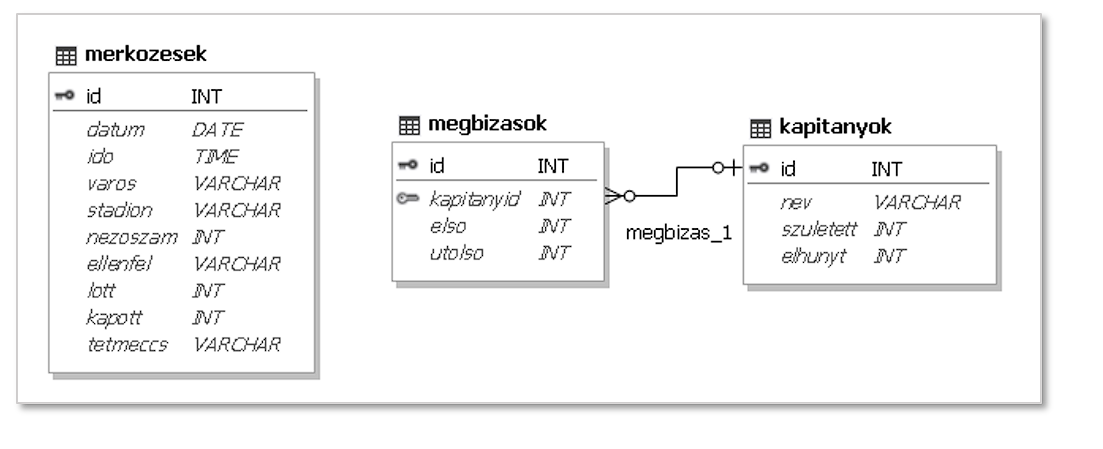 merkozesek
id INT
datum DATE
ido TIME
varos VARCHAR
stadion VARCHAR
nezoszam INT
ellenfel VARCHAR
lott INT
kapott INT
tetmeccs VARCHAR
megbizasok
id INT
kapitanyid INT
elso INT
utolso INT
megbizas_1
kapitanyok
id INT
nev VARCHAR
szuletett INT
elhunyt INT